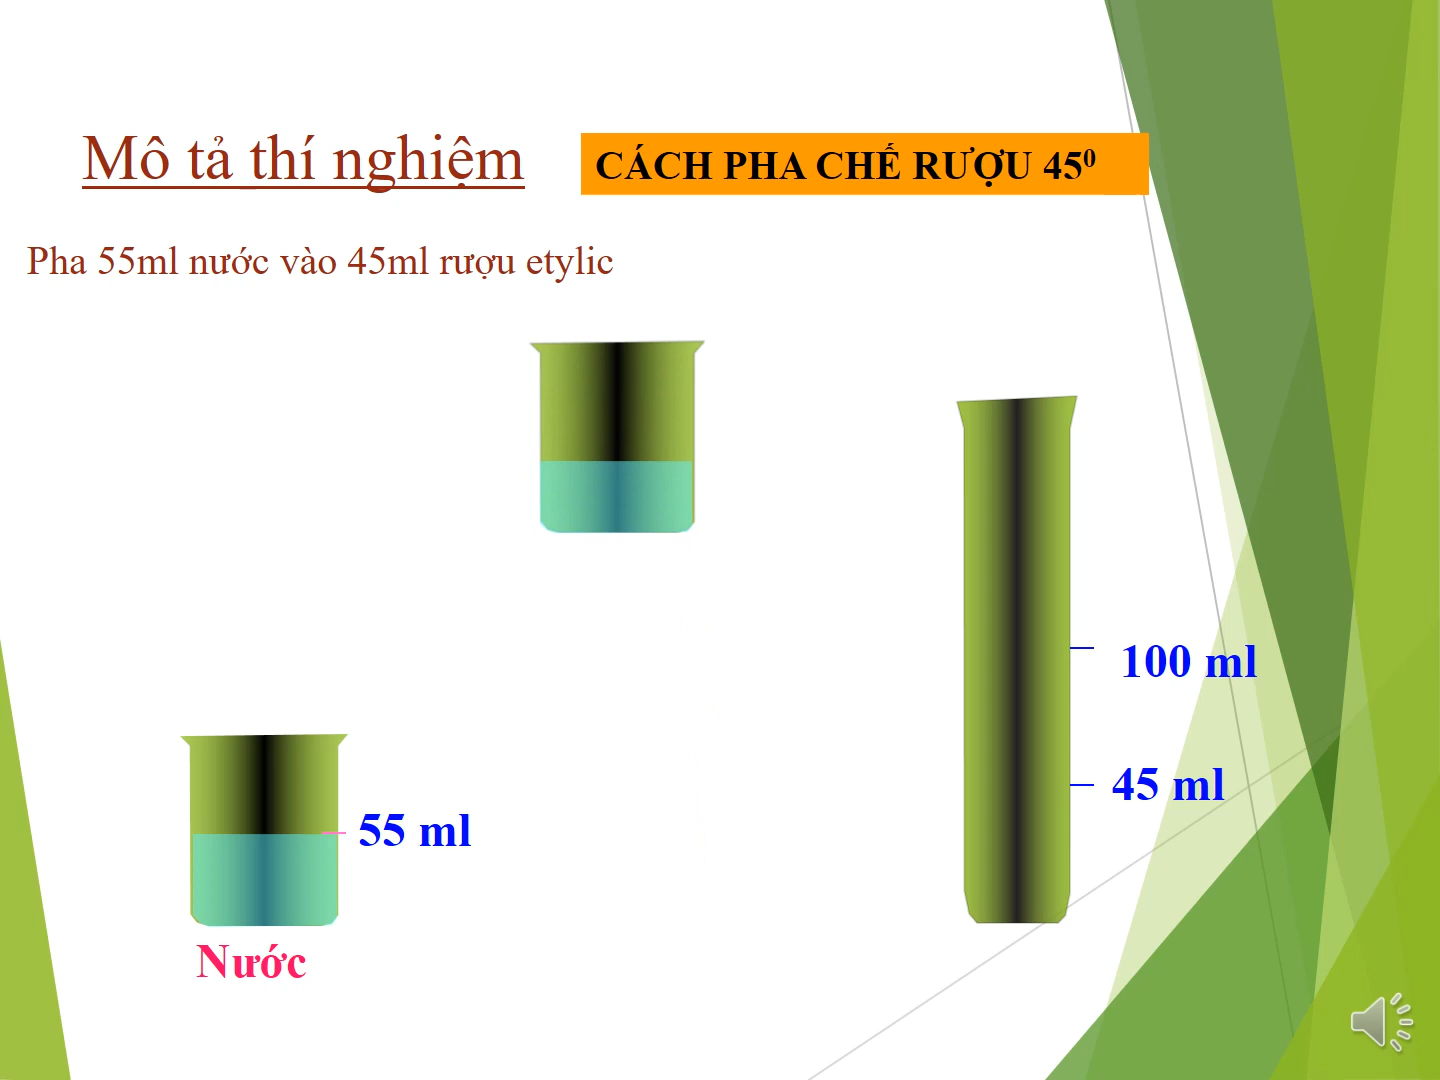 Mô tả thí nghiệm
CÁCH PHA CHẾ RƯỢU 45⁰
Pha 55ml nước vào 45ml rượu etylic
100 ml
45 ml
55 ml
Nước